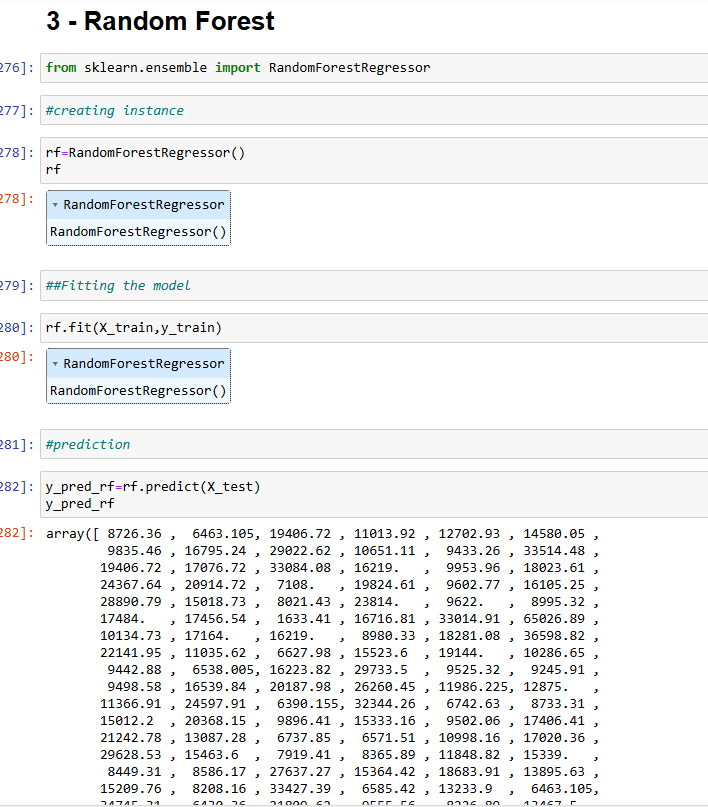 3 - Random Forest
276]: from sklearn.ensemble import RandomForestRegressor
277]: #creating instance
278]: rf=RandomForestRegressor()
rf
278]: ▾ RandomForestRegressor
RandomForestRegressor()
279]: ##Fitting the model
280]: rf.fit(X_train,y_train)
280]: ▾ RandomForestRegressor
RandomForestRegressor()
281]: #prediction
282]: y_pred_rf=rf.predict(X_test)
y_pred_rf
282]: array([ 8726.36 , 6463.105, 19406.72 , 11013.92 , 12702.93 , 14580.05 ,
9835.46 , 16795.24 , 29022.62 , 10651.11 , 9433.26 , 33514.48 ,
19406.72 , 17076.72 , 33084.08 , 16219. , 9953.96 , 18023.61 ,
24367.64 , 20914.72 , 7108. , 19824.61 , 9602.77 , 16105.25 ,
28890.79 , 15018.73 , 8021.43 , 23814. , 9622. , 8995.32 ,
17484. , 17456.54 , 1633.41 , 16716.81 , 33014.91 , 65026.89 ,
10134.73 , 17164. , 16219. , 8980.33 , 18281.08 , 36598.82 ,
22141.95 , 11035.62 , 6627.98 , 15523.6 , 19144. , 10286.65 ,
9442.88 , 6538.005, 16223.82 , 29733.5 , 9525.32 , 9245.91 ,
9498.58 , 16539.84 , 20187.98 , 26260.45 , 11986.225, 12875. ,
11366.91 , 24597.91 , 6390.155, 32344.26 , 6742.63 , 8733.31 ,
15012.2 , 20368.15 , 9896.41 , 15333.16 , 9502.06 , 17406.41 ,
21242.78 , 13087.28 , 6737.85 , 6571.51 , 10998.16 , 17020.36 ,
29628.53 , 15463.6 , 7919.41 , 8365.89 , 11848.82 , 15339. ,
8449.31 , 8586.17 , 27637.27 , 15364.42 , 18683.91 , 13895.63 ,
15209.76 , 8208.16 , 33427.39 , 6585.42 , 13233.9 , 6463.105,